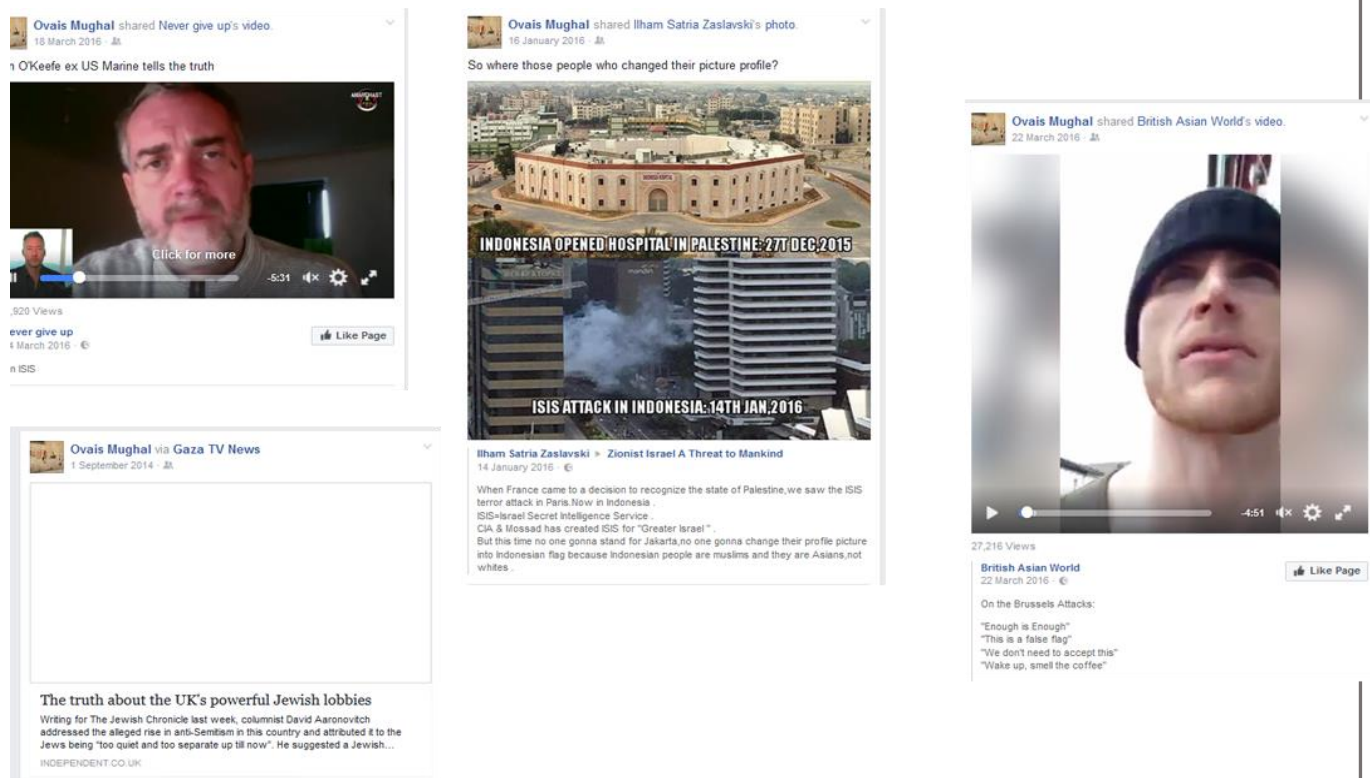 Ovais Mughal shared Never give up's video.
18 March 2016
O'Keefe ex US Marine tells the truth
Click for more
-5:31
,920 Views
ever give up
March 2016
Like Page
n ISIS
Ovais Mughal via Gaza TV News
1 September 2014
The truth about the UK's powerful Jewish lobbies
Writing for The Jewish Chronicle last week, columnist David Aaronovitch
addressed the alleged rise in anti-Semitism in this country and attributed it to the
Jews being "too quiet and too separate up till now". He suggested a Jewish...
INDEPENDENT.CO.UK
Ovais Mughal shared Ilham Satria Zaslavski's photo.
16 January 2016
So where those people who changed their picture profile?
INDONESIA OPENED HOSPITAL IN PALESTINE: 27T DEC,2015
ISIS ATTACK IN INDONESIA: 14TH JAN,2016
Ilham Satria Zaslavski ▸ Zionist Israel A Threat to Mankind
14 January 2016
When France came to a decision to recognize the state of Palestine,we saw the ISIS
terror attack in Paris.Now in Indonesia .
ISIS=Israel Secret Intelligence Service .
CIA & Mossad has created ISIS for "Greater Israel" .
But this time no one gonna stand for Jakarta,no one gonna change their profile picture
into Indonesian flag because Indonesian people are muslims and they are Asians,not
whites .
Ovais Mughal shared British Asian World's video.
22 March 2016
-4:51
27,216 Views
British Asian World
22 March 2016
Like Page
On the Brussels Attacks:
"Enough is Enough"
"This is a false flag"
"We don't need to accept this"
"Wake up, smell the coffee"